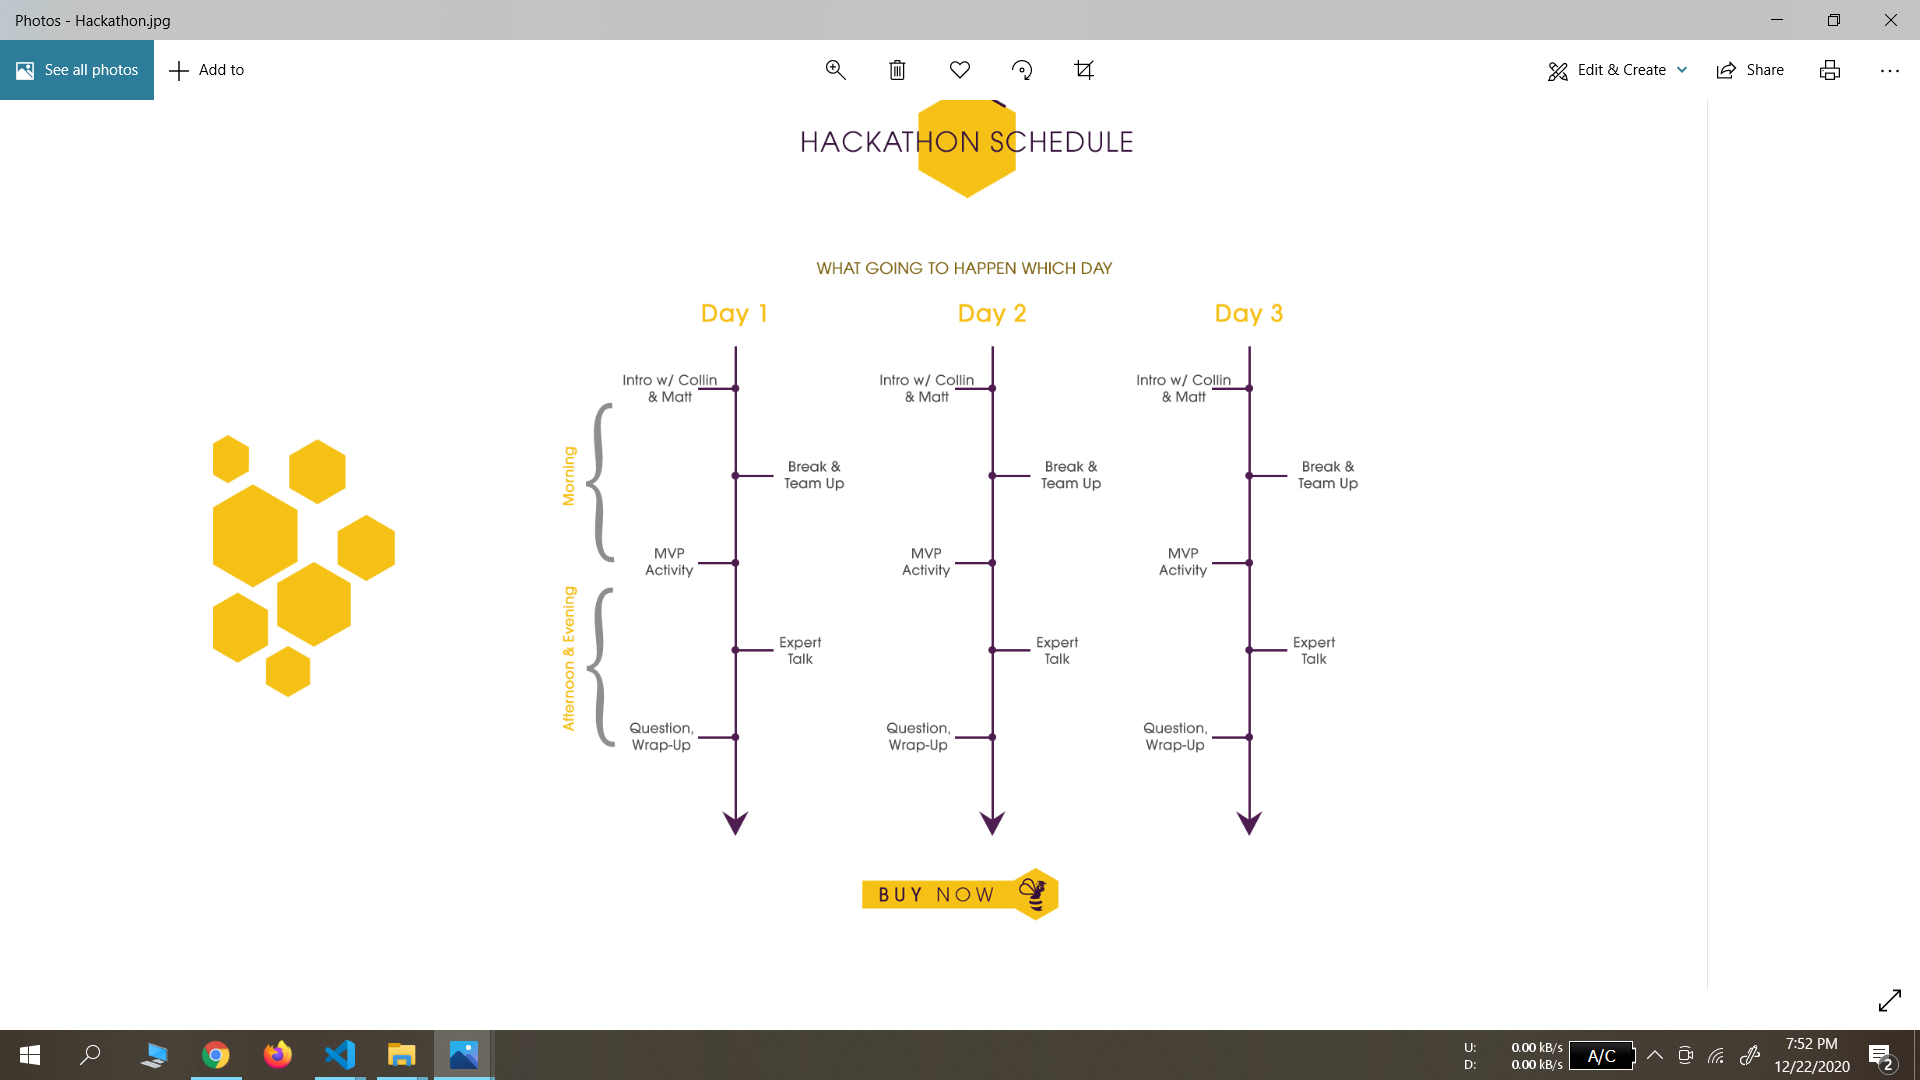 Photos - Hackathon.jpg
See all photos
Add to
Edit & Create
Share
HACKATHON SCHEDULE
WHAT GOING TO HAPPEN WHICH DAY
Day 1
Day 2
Day 3
Morning
Afternoon & Evening
Intro w/ Collin
& Matt
Break &
Team Up
MVP
Activity
Expert
Talk
Question,
Wrap-Up
Intro w/ Collin
& Matt
Break &
Team Up
MVP
Activity
Expert
Talk
Question,
Wrap-Up
Intro w/ Collin
& Matt
Break &
Team Up
MVP
Activity
Expert
Talk
Question,
Wrap-Up
BUY NOW
U: 0.00 kB/s
D: 0.00 kB/s
A/C
7:52 PM
12/22/2020
2